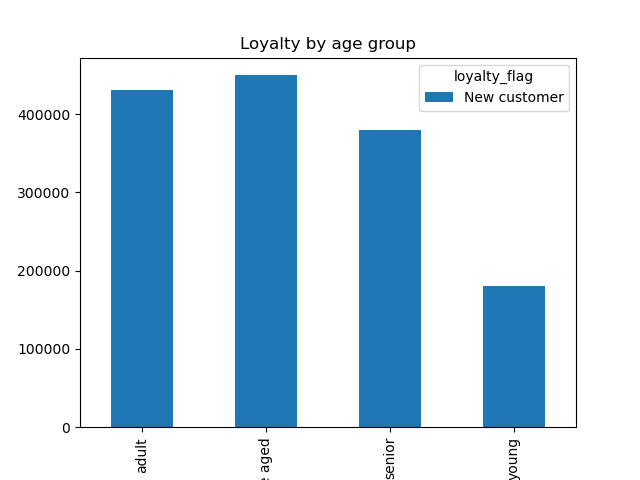 Loyalty by age group
loyalty_flag
New customer
400000
300000
200000
100000
0
adult
aged
senior
young